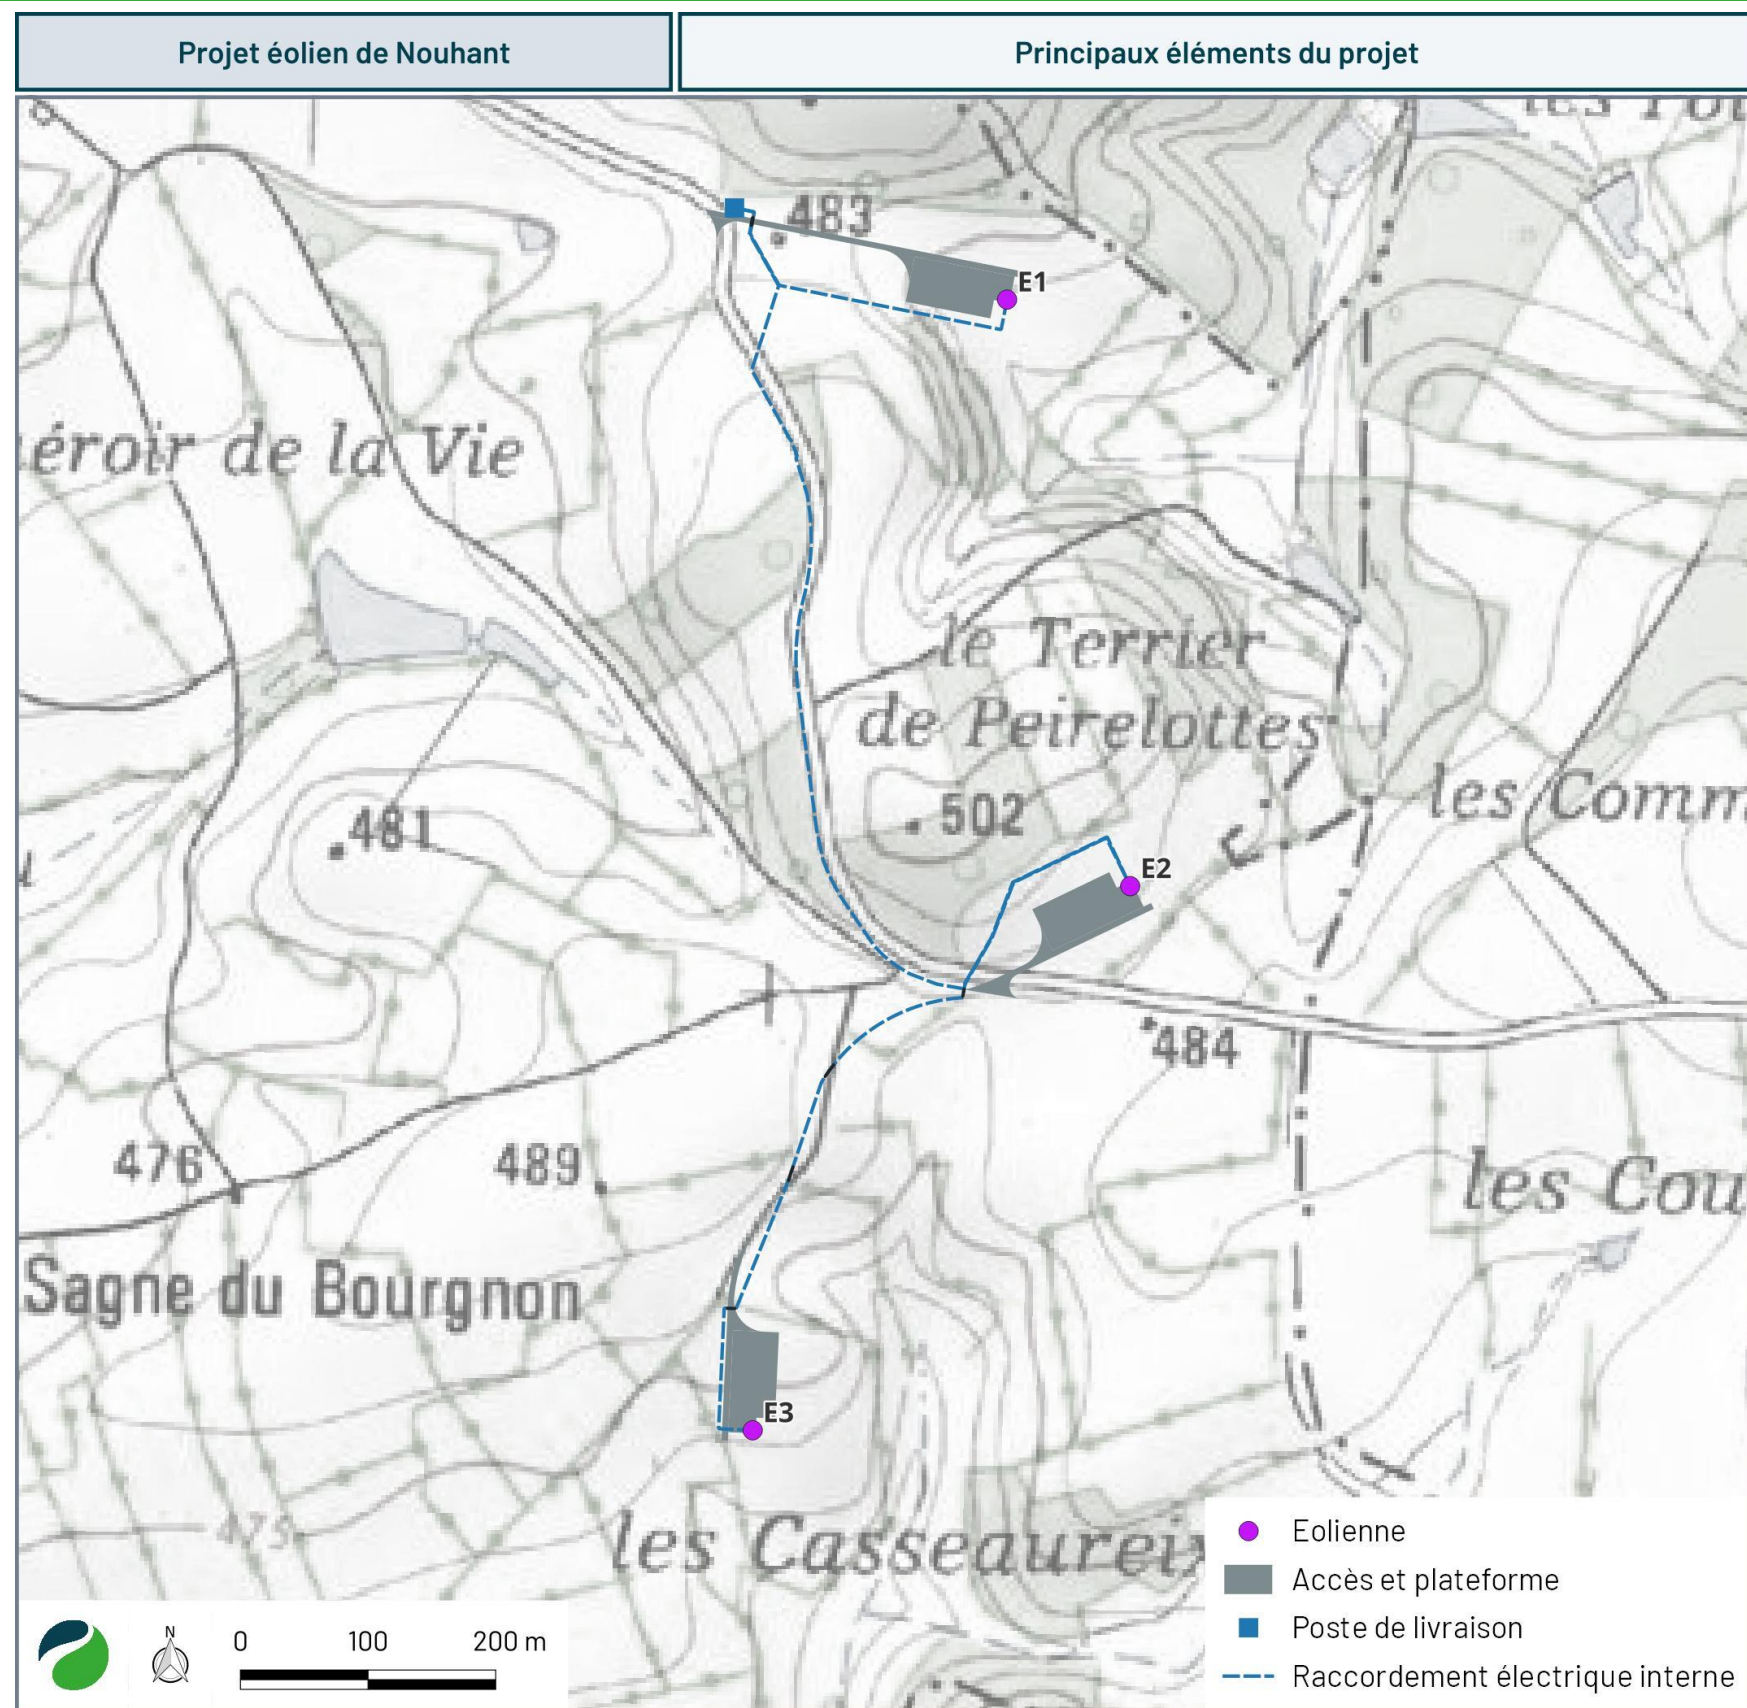 Projet éolien de Nouhant
Principaux éléments du projet
483
E1
éroir de la Vie
le Terrier
de Peirelottes
les Comm
502
481
E2
484
476
489
les Cou
Sagne du Bourgnon
E3
475
les Casseaureix
Eolienne
Accès et plateforme
Poste de livraison
Raccordement électrique interne
N
0 100 200 m